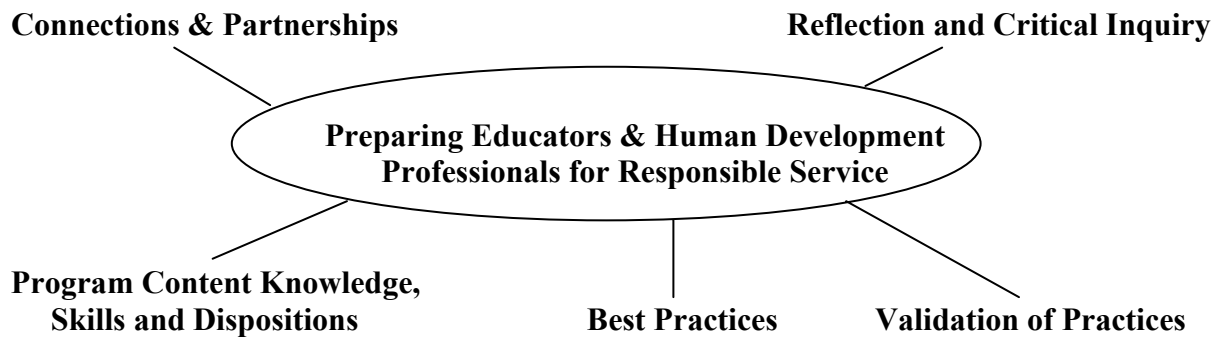 Connections & Partnerships
Reflection and Critical Inquiry
Preparing Educators & Human Development
Professionals for Responsible Service
Program Content Knowledge,
Skills and Dispositions
Best Practices
Validation of Practices